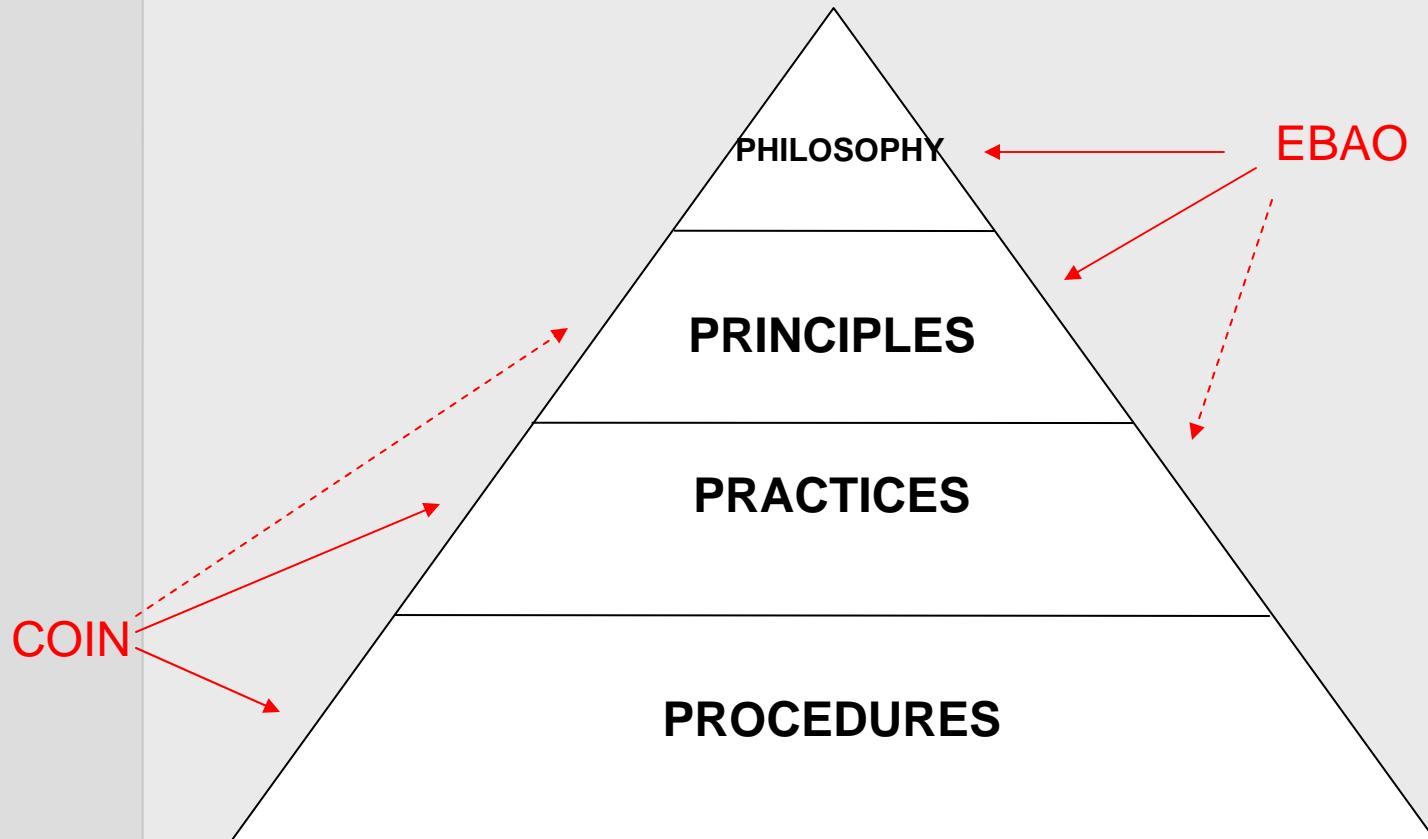 PHILOSOPHY
EBAO
PRINCIPLES
PRACTICES
COIN
PROCEDURES